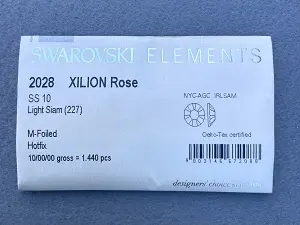 SWAROVSKI ELEMENTS
2028 XILION Rose
SS 10
Light Siam (227)
NYC-AGC IRLSAM
Oeko-Tex certified
M-Foiled
Hotfix
10/00/00 gross = 1.440 pcs
designers' choice